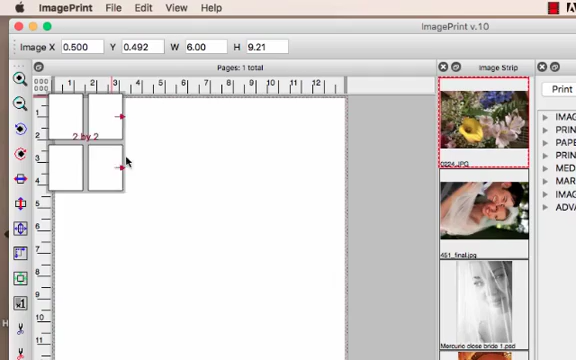 ImagePrint File Edit View Help
ImagePrint v.10
Image X 0.500 Y 0.492 W 6.00 H 9.21
Pages: 1 total
Image Strip
1 2 3 4 5 6 7 8 9 10 11 12
Print
2 by 2
1
2
3
4
5
6
7
8
9
10
11
0224.JPG
451_final.jpg
Mercurio close bride 1.psd
x1
IMA
PRIN
PAPE
PRIN
MED
MAR
IMAG
ADVA
H